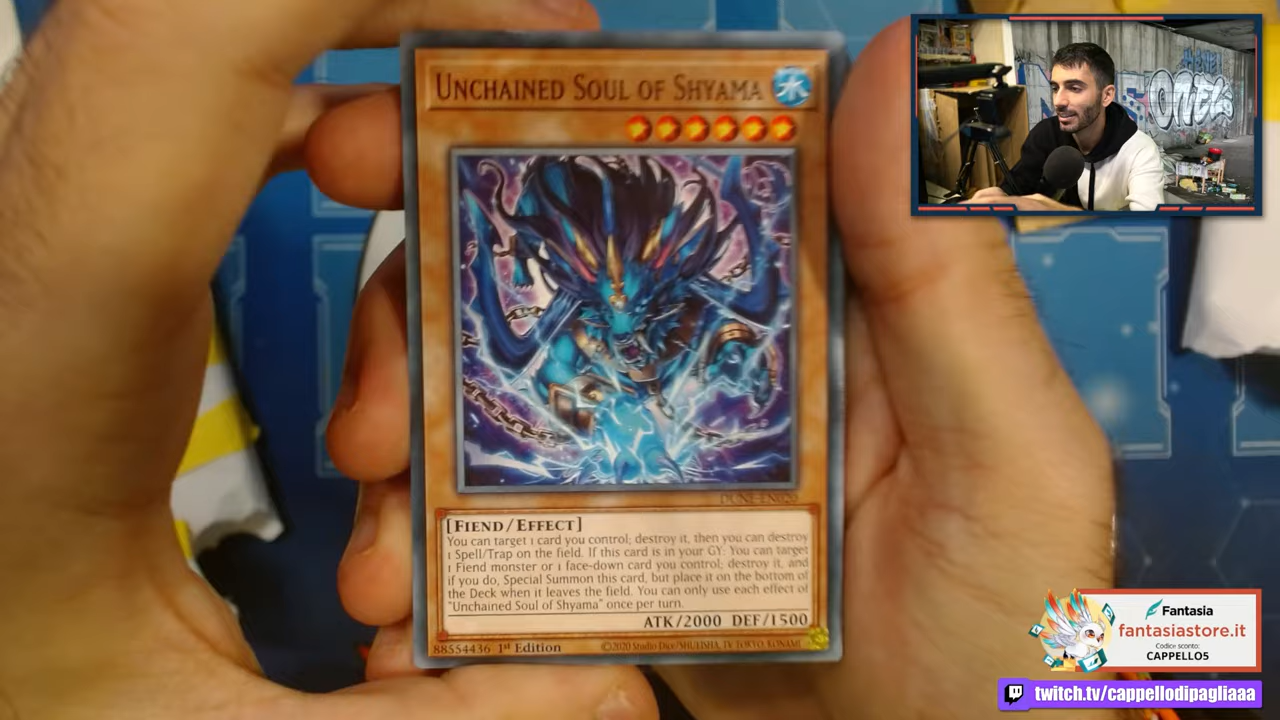 UNCHAINED SOUL OF SHYAMA
水
DUNE-EN020
[FIEND/EFFECT]
You can target 1 card you control; destroy it, then you can destroy
1 Spell/Trap on the field. If this card is in your GY: You can target
1 Fiend monster or 1 face-down card you control; destroy it, and
if you do, Special Summon this card, but place it on the bottom of
the Deck when it leaves the field. You can only use each effect of
"Unchained Soul of Shyama" once per turn.
ATK/2000 DEF/1500
88554436 1st Edition
©2020 Studio Dice/SHUEISHA, TV TOKYO, KONAMI
ONELS
Fantasia
fantasiastore.it
Codice sconto:
CAPPELLO5
twitch.tv/cappellodipagliaaa